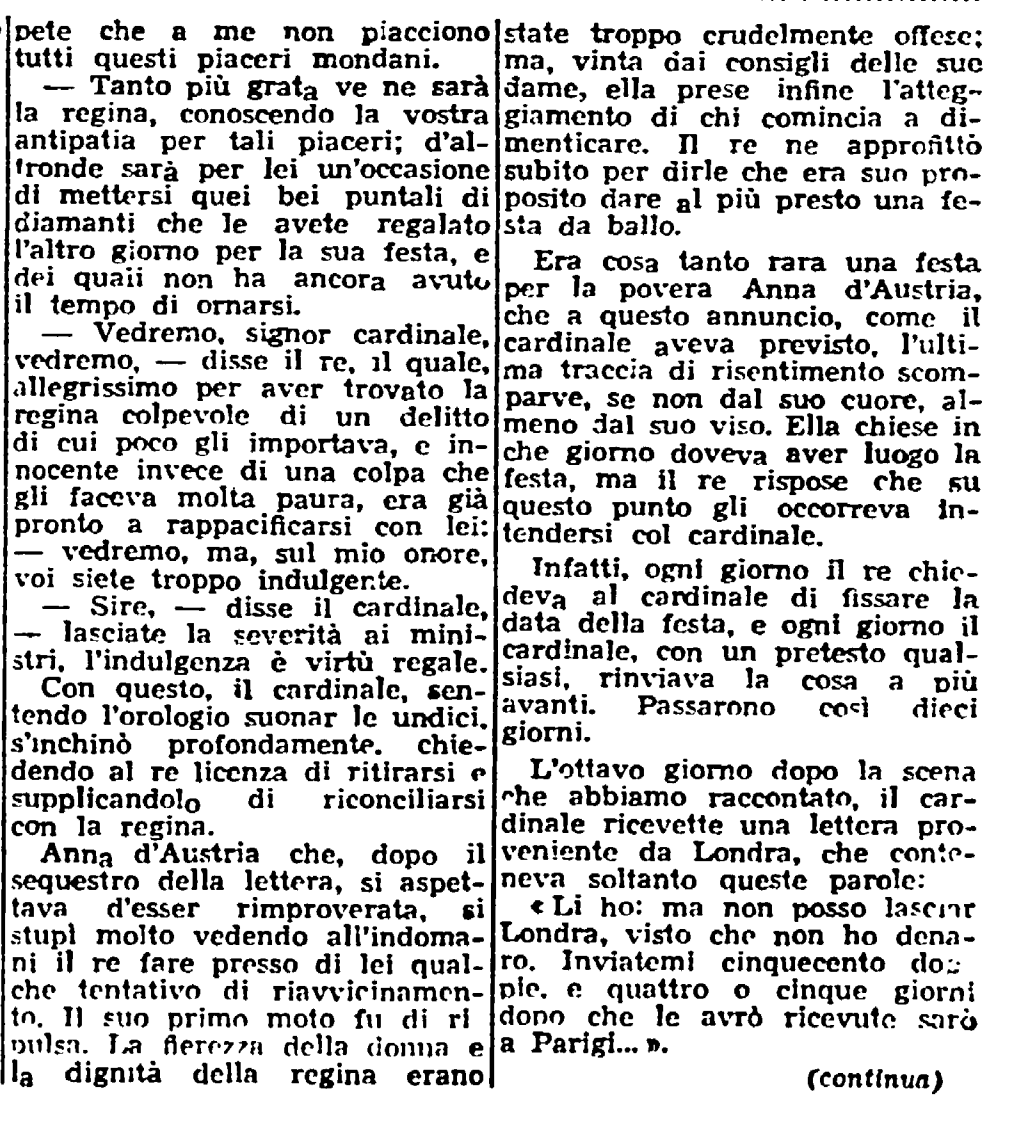 pete che a me non piacciono
tutti questi piaceri mondani.
— Tanto più grata ve ne sarà
la regina, conoscendo la vostra
antipatia per tali piaceri; d'al-
tronde sarà per lei un'occasione
di mettersi quei bei puntali di
diamanti che le avete regalato
l'altro giorno per la sua festa, e
dei quali non ha ancora avuto
il tempo di ornarsi.
— Vedremo, signor cardinale,
vedremo, — disse il re, il quale,
allegrissimo per aver trovato la
regina colpevole di un delitto
di cui poco gli importava, e in-
nocente invece di una colpa che
gli faceva molta paura, era già
pronto a rappacificarsi con lei:
— vedremo, ma, sul mio onore,
voi siete troppo indulgente.
— Sire, — disse il cardinale,
— lasciate la severità ai mini-
stri, l'indulgenza è virtù regale.
Con questo, il cardinale, sen-
tendo l'orologio suonar le undici,
s'inchinò profondamente, chie-
dendo al re licenza di ritirarsi e
supplicandolo di riconciliarsi
con la regina.
Anna d'Austria che, dopo il
sequestro della lettera, si aspet-
tava d'esser rimproverata, si
stupì molto vedendo all'indoma-
ni il re fare presso di lei qual-
che tentativo di riavvicinamen-
to. Il suo primo moto fu di ri
pulsa. La fierezza della donna e
la dignità della regina erano
state troppo crudelmente offese;
ma, vinta dai consigli delle sue
dame, ella prese infine l'atteg-
giamento di chi comincia a di-
menticare. Il re ne approfittò
subito per dirle che era suo pro-
posito dare al più presto una fe-
sta da ballo.
Era cosa tanto rara una festa
per la povera Anna d'Austria,
che a questo annuncio, come il
cardinale aveva previsto, l'ulti-
ma traccia di risentimento scom-
parve, se non dal suo cuore, al-
meno dal suo viso. Ella chiese in
che giorno doveva aver luogo la
festa, ma il re rispose che su
questo punto gli occorreva in-
tendersi col cardinale.
Infatti, ogni giorno il re chie-
deva al cardinale di fissare la
data della festa, e ogni giorno il
cardinale, con un pretesto qual-
siasi, rinviava la cosa a più
avanti. Passarono così dieci
giorni.
L'ottavo giorno dopo la scena
che abbiamo raccontato, il car-
dinale ricevette una lettera pro-
veniente da Londra, che conte-
neva soltanto queste parole:
« Li ho: ma non posso lasciar
Londra, visto che non ho dena-
ro. Inviatemi cinquecento dop-
pie, e quattro o cinque giorni
dopo che le avrò ricevute sarò
a Parigi... ».
(continua)